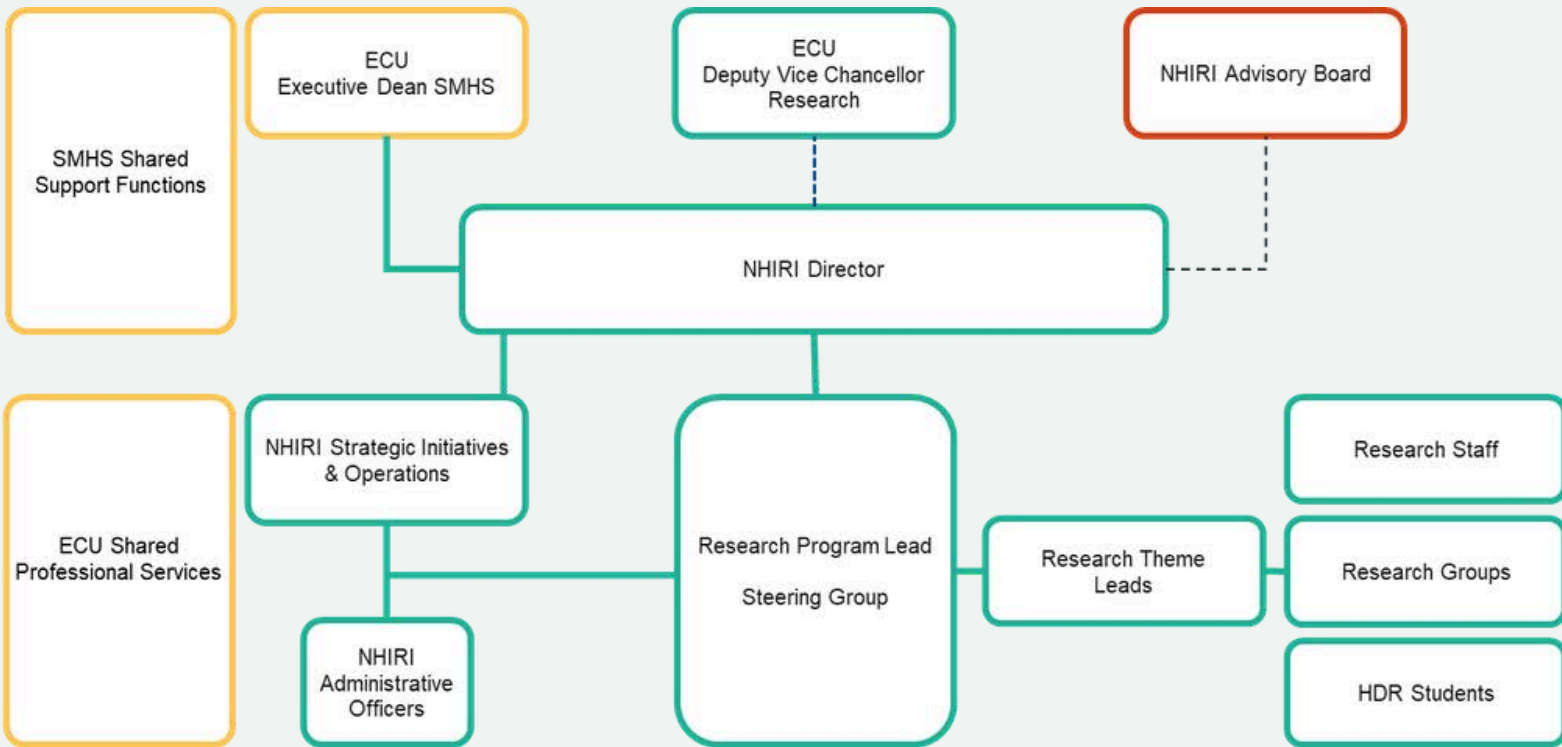 SMHS Shared
Support Functions
ECU
Executive Dean SMHS
ECU
Deputy Vice Chancellor
Research
NHIRI Advisory Board
NHIRI Director
ECU Shared
Professional Services
NHIRI Strategic Initiatives
& Operations
NHIRI
Administrative
Officers
Research Program Lead
Steering Group
Research Theme
Leads
Research Staff
Research Groups
HDR Students